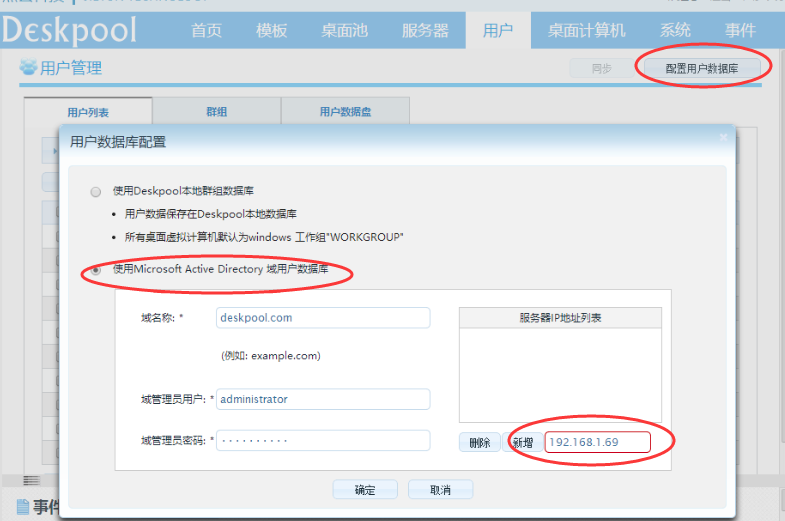 Deskpool 首页 模板 桌面池 服务器 用户 桌面计算机 系统 事件
用户管理 同步 配置用户数据库
用户列表 群组 用户数据盘
用户数据库配置
使用Deskpool本地群组数据库
• 用户数据保存在Deskpool本地数据库
• 所有桌面虚拟计算机默认为windows 工作组"WORKGROUP"
使用Microsoft Active Directory 域用户数据库
域名称: * deskpool.com
服务器IP地址列表
(例如: example.com)
域管理员用户: * administrator
域管理员密码: * ··········
删除 新增 192.168.1.69
确定 取消
事件